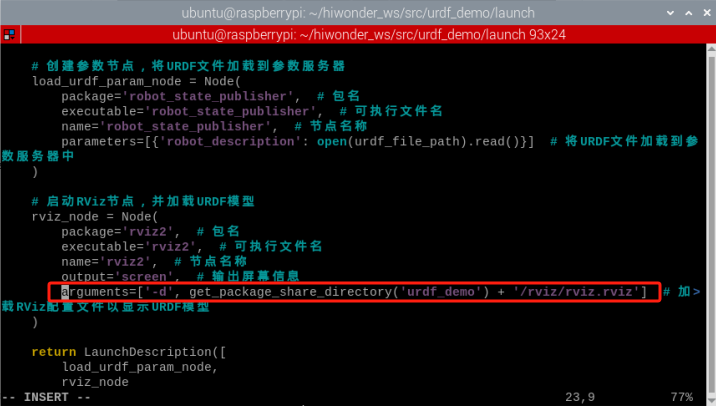 ubuntu@raspberrypi: ~/hiwonder_ws/src/urdf_demo/launch
ubuntu@raspberrypi: ~/hiwonder_ws/src/urdf_demo/launch 93x24
# 创建参数节点，将URDF文件加载到参数服务器
load_urdf_param_node = Node(
package='robot_state_publisher',  # 包名
executable='robot_state_publisher',  # 可执行文件名
name='robot_state_publisher',  # 节点名称
parameters=[{'robot_description': open(urdf_file_path).read()}]  # 将URDF文件加载到参
数服务器中
)
# 启动RViz节点，并加载URDF模型
rviz_node = Node(
package='rviz2',  # 包名
executable='rviz2',  # 可执行文件名
name='rviz2',  # 节点名称
output='screen',  # 输出屏幕信息
arguments=['-d', get_package_share_directory('urdf_demo') + '/rviz/rviz.rviz']  # 加>
载RViz配置文件以显示URDF模型
)
return LaunchDescription([
load_urdf_param_node,
rviz_node
-- INSERT --                                                  23,9          77%